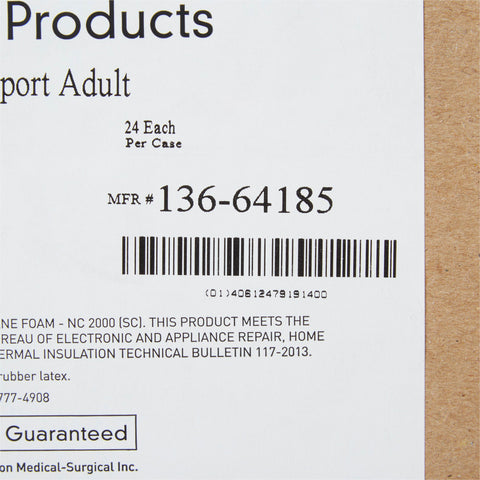 Products
port Adult
24 Each
Per Case
MFR # 136-64185
(01)40612479191400
NE FOAM - NC 2000 (SC). THIS PRODUCT MEETS THE
REAU OF ELECTRONIC AND APPLIANCE REPAIR, HOME
ERMAL INSULATION TECHNICAL BULLETIN 117-2013.
rubber latex.
777-4908
Guaranteed
on Medical-Surgical Inc.